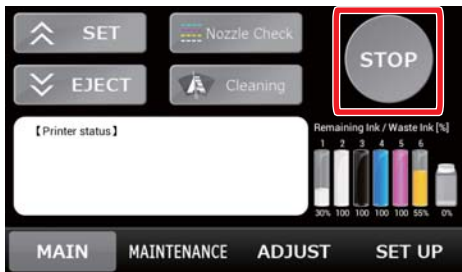 SET
Nozzle Check
STOP
EJECT
Cleaning
【Printer status】
Remaining Ink / Waste Ink [%]
1 2 3 4 5 6
30% 100 100 100 100 55% 0%
MAIN MAINTENANCE ADJUST SET UP